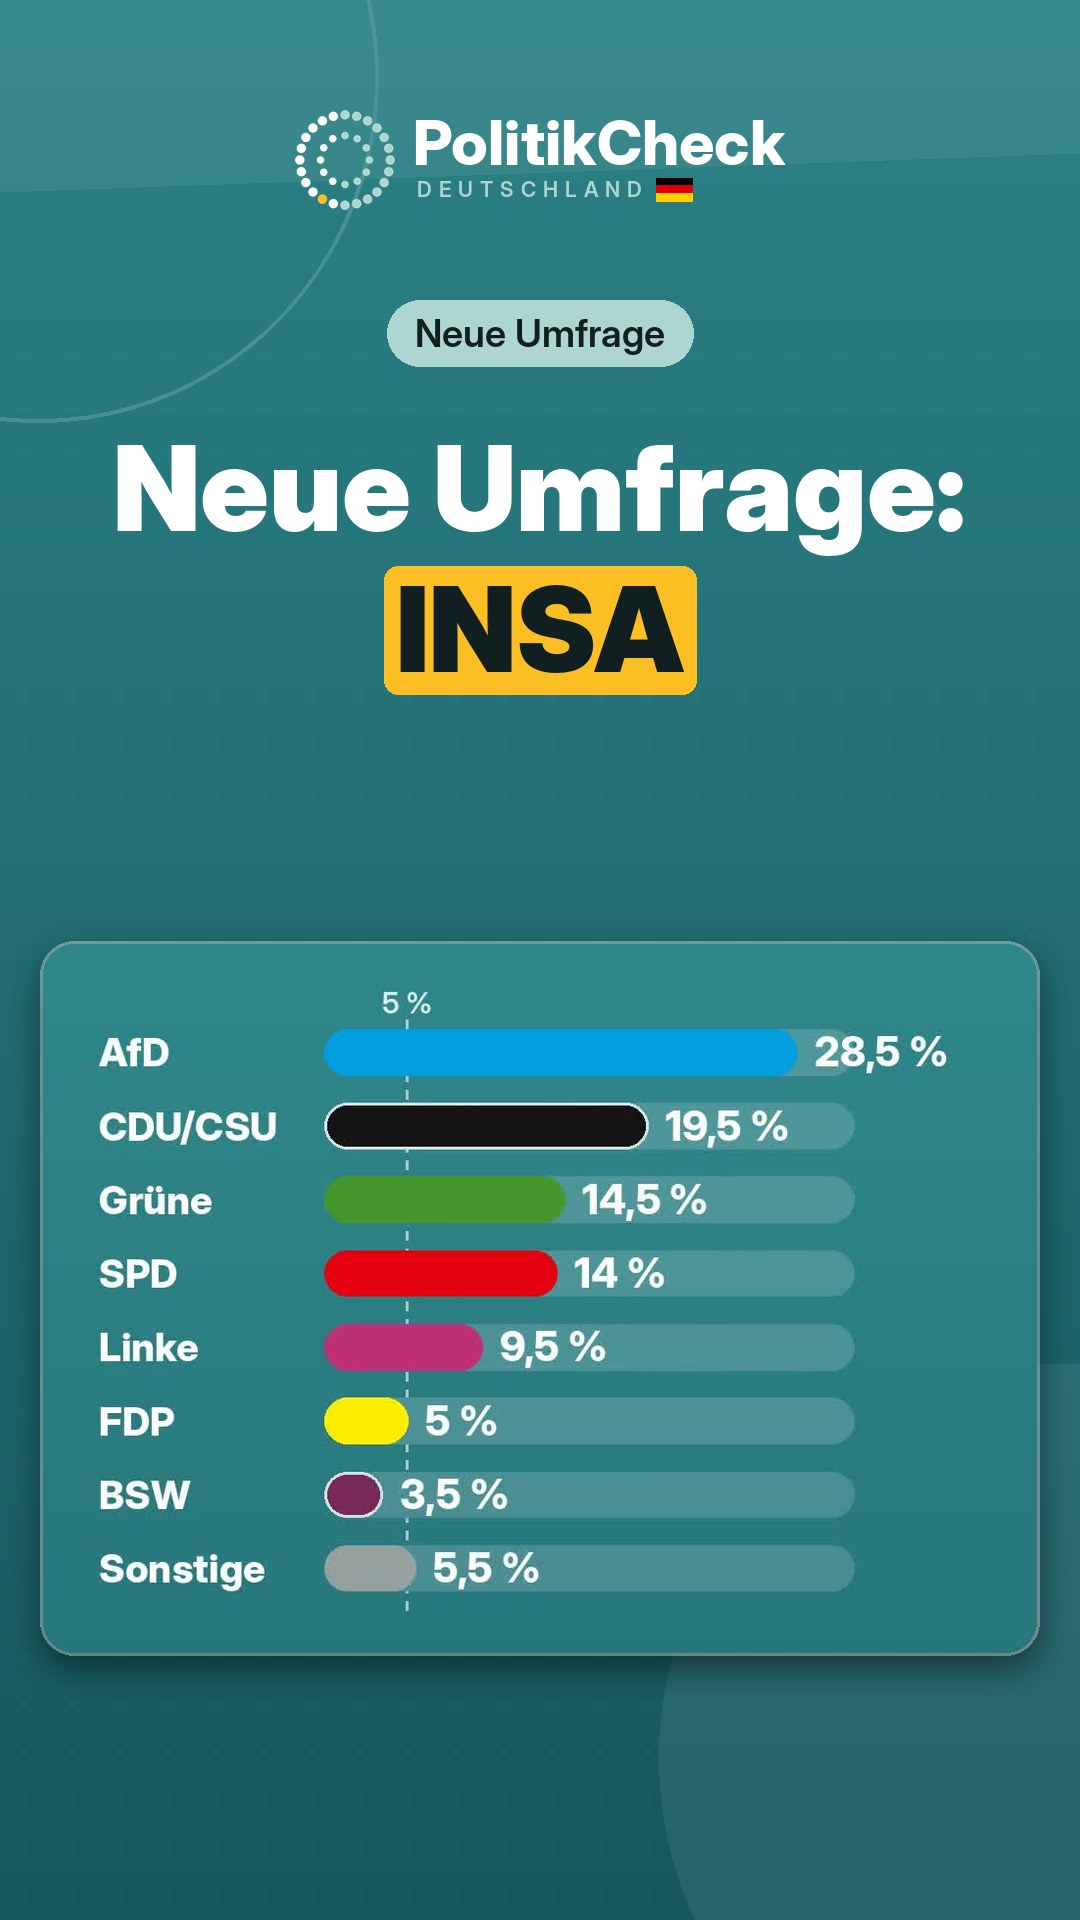 PolitikCheck
DEUTSCHLAND
Neue Umfrage
Neue Umfrage:
INSA
5 %
AfD 28,5 %
CDU/CSU 19,5 %
Grüne 14,5 %
SPD 14 %
Linke 9,5 %
FDP 5 %
BSW 3,5 %
Sonstige 5,5 %